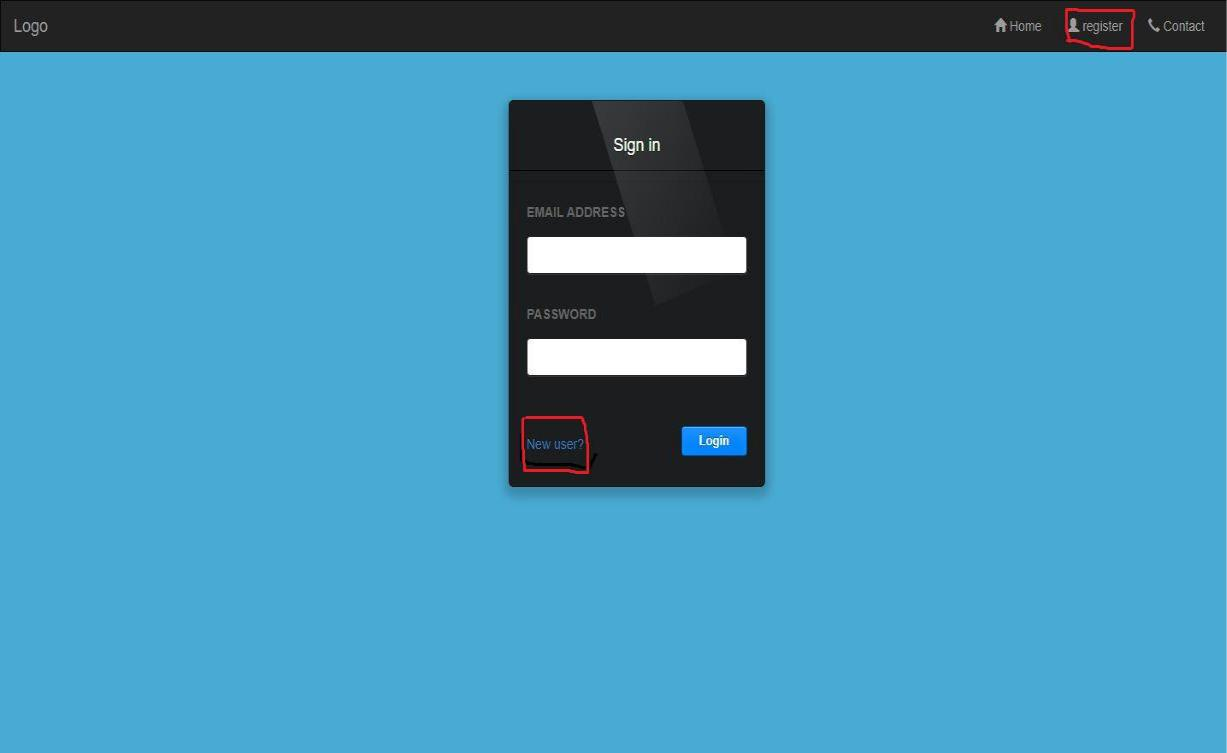 Logo
Home register Contact
Sign in
EMAIL ADDRESS
PASSWORD
New user? Login